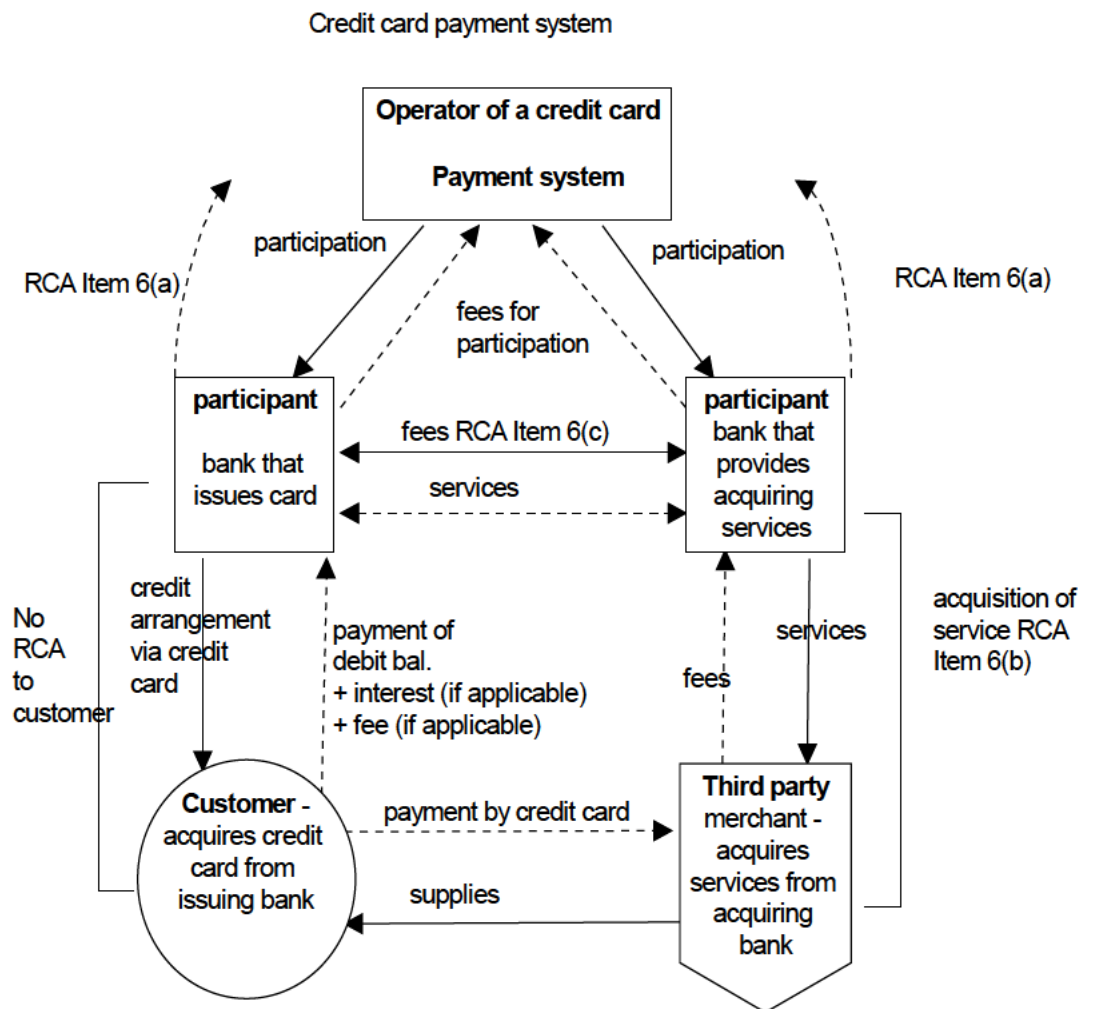 Credit card payment system
Operator of a credit card
Payment system
participation
participation
RCA Item 6(a)
RCA Item 6(a)
fees for
participation
participant
bank that
issues card
fees RCA Item 6(c)
services
participant
bank that
provides
acquiring
services
No
RCA
to
customer
credit
arrangement
via credit
card
payment of
debit bal.
+ interest (if applicable)
+ fee (if applicable)
fees
services
acquisition of
service RCA
Item 6(b)
Customer -
acquires credit
card from
issuing bank
payment by credit card
supplies
Third party
merchant -
acquires
services from
acquiring
bank